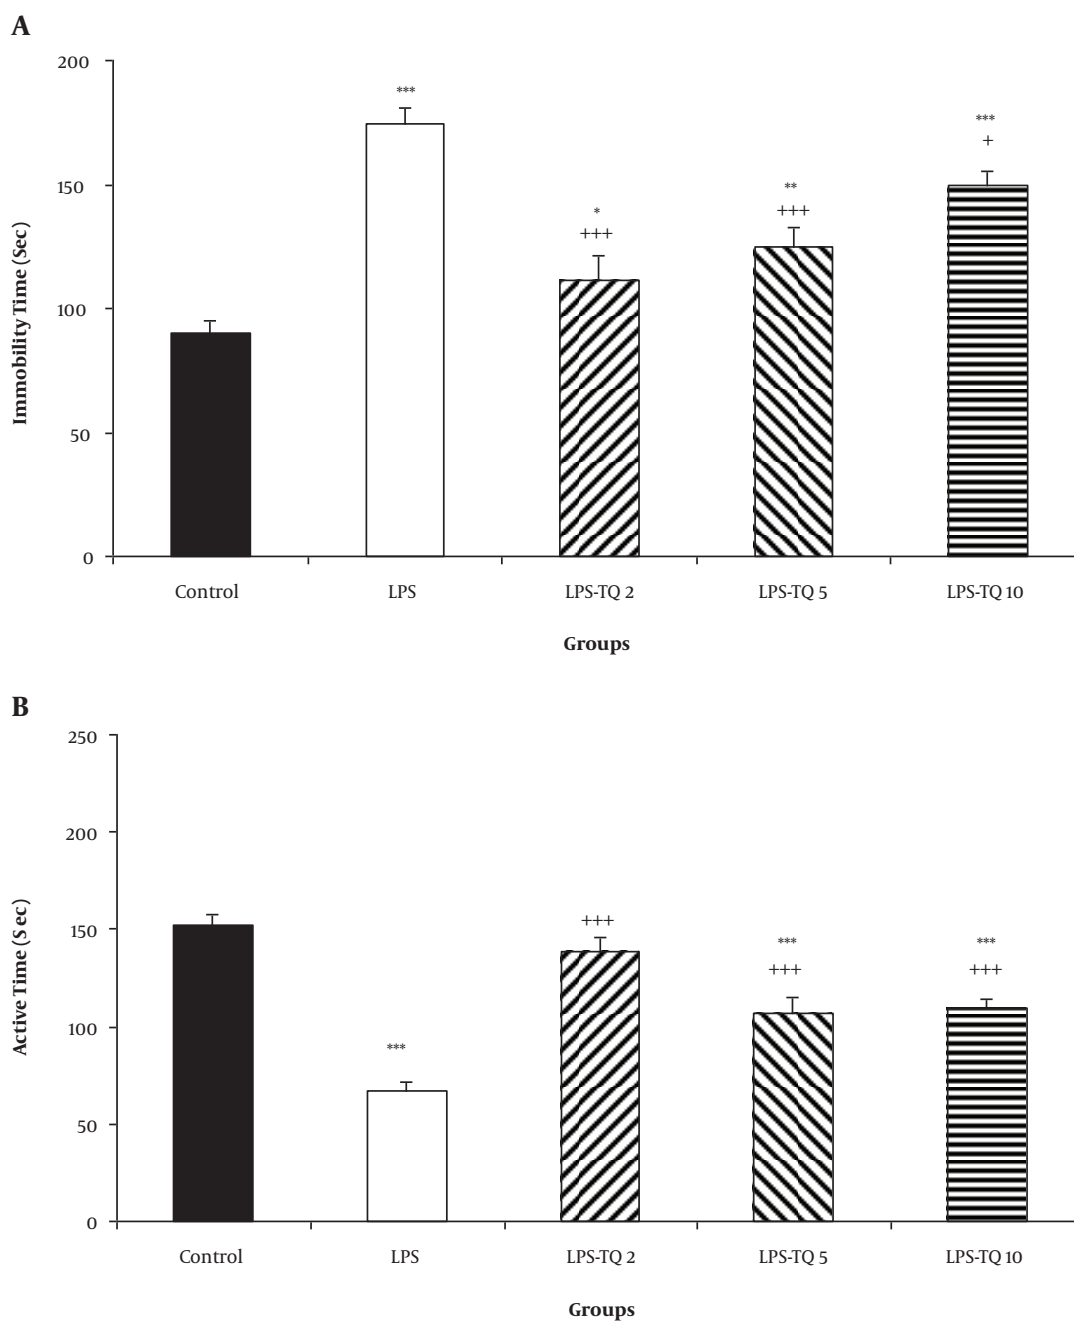 A
200
***
***
+
150
**
*
+++
+++
100
50
0
Immobility Time (Sec)
Control
LPS
LPS-TQ 2
LPS-TQ 5
LPS-TQ 10
Groups
B
250
200
150
+++
***
***
+++
+++
100
***
50
0
Active Time (S ec)
Control
LPS
LPS-TQ 2
LPS-TQ 5
LPS-TQ 10
Groups